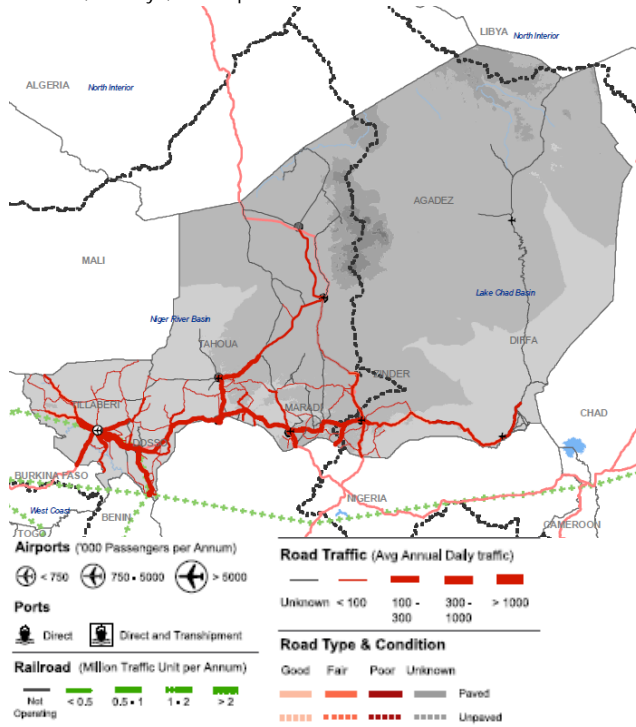 LIBYA
North Interior
ALGERIA
North Interior
AGADEZ
MALI
Lake Chad Basin
Niger River Basin
DIFFA
TAHOUA
ZINDER
TILLABERI
MARADI
CHAD
DOSSO
BURKINA FASO
NIGERIA
West Coast
BENIN
CAMEROON
TOGO
Airports ('000 Passengers per Annum)
< 750 750 - 5000 > 5000
Ports
Direct Direct and Transhipment
Railroad (Million Traffic Unit per Annum)
Not Operating < 0.5 0.5 - 1 1 - 2 > 2
Road Traffic (Avg Annual Daily traffic)
Unknown < 100 100 - 300 300 - 1000 > 1000
Road Type & Condition
Good Fair Poor Unknown
Paved
Unpaved